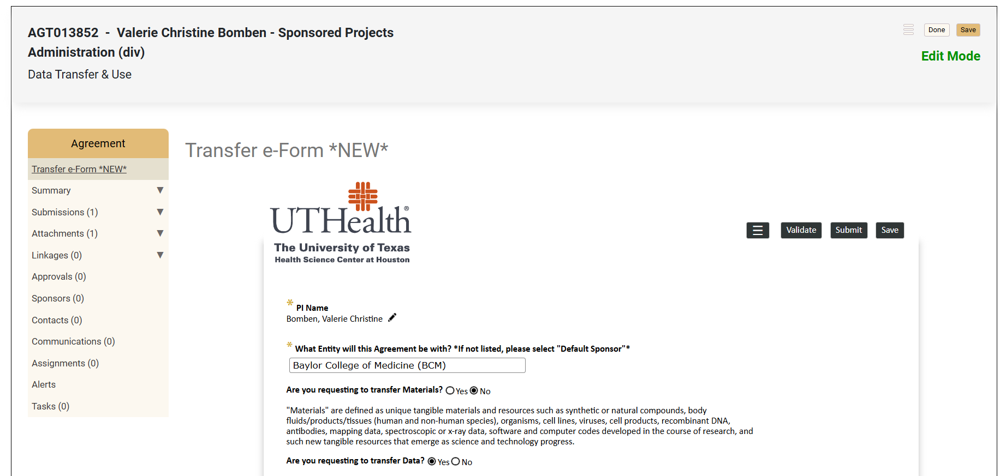 AGT013852 - Valerie Christine Bomben - Sponsored Projects
Administration (div)
Data Transfer & Use
Done
Save
Edit Mode
Agreement
Transfer e-Form *NEW*
Summary
Submissions (1)
Attachments (1)
Linkages (0)
Approvals (0)
Sponsors (0)
Contacts (0)
Communications (0)
Assignments (0)
Alerts
Tasks (0)
Transfer e-Form *NEW*
UTHealth®
The University of Texas
Health Science Center at Houston
Validate
Submit
Save
* PI Name
Bomben, Valerie Christine
* What Entity will this Agreement be with? *If not listed, please select "Default Sponsor"*
Baylor College of Medicine (BCM)
Are you requesting to transfer Materials? Yes No
"Materials" are defined as unique tangible materials and resources such as synthetic or natural compounds, body
fluids/products/tissues (human and non-human species), organisms, cell lines, viruses, cell products, recombinant DNA,
antibodies, mapping data, spectroscopic or x-ray data, software and computer codes developed in the course of research, and
such new tangible resources that emerge as science and technology progress.
Are you requesting to transfer Data? Yes No